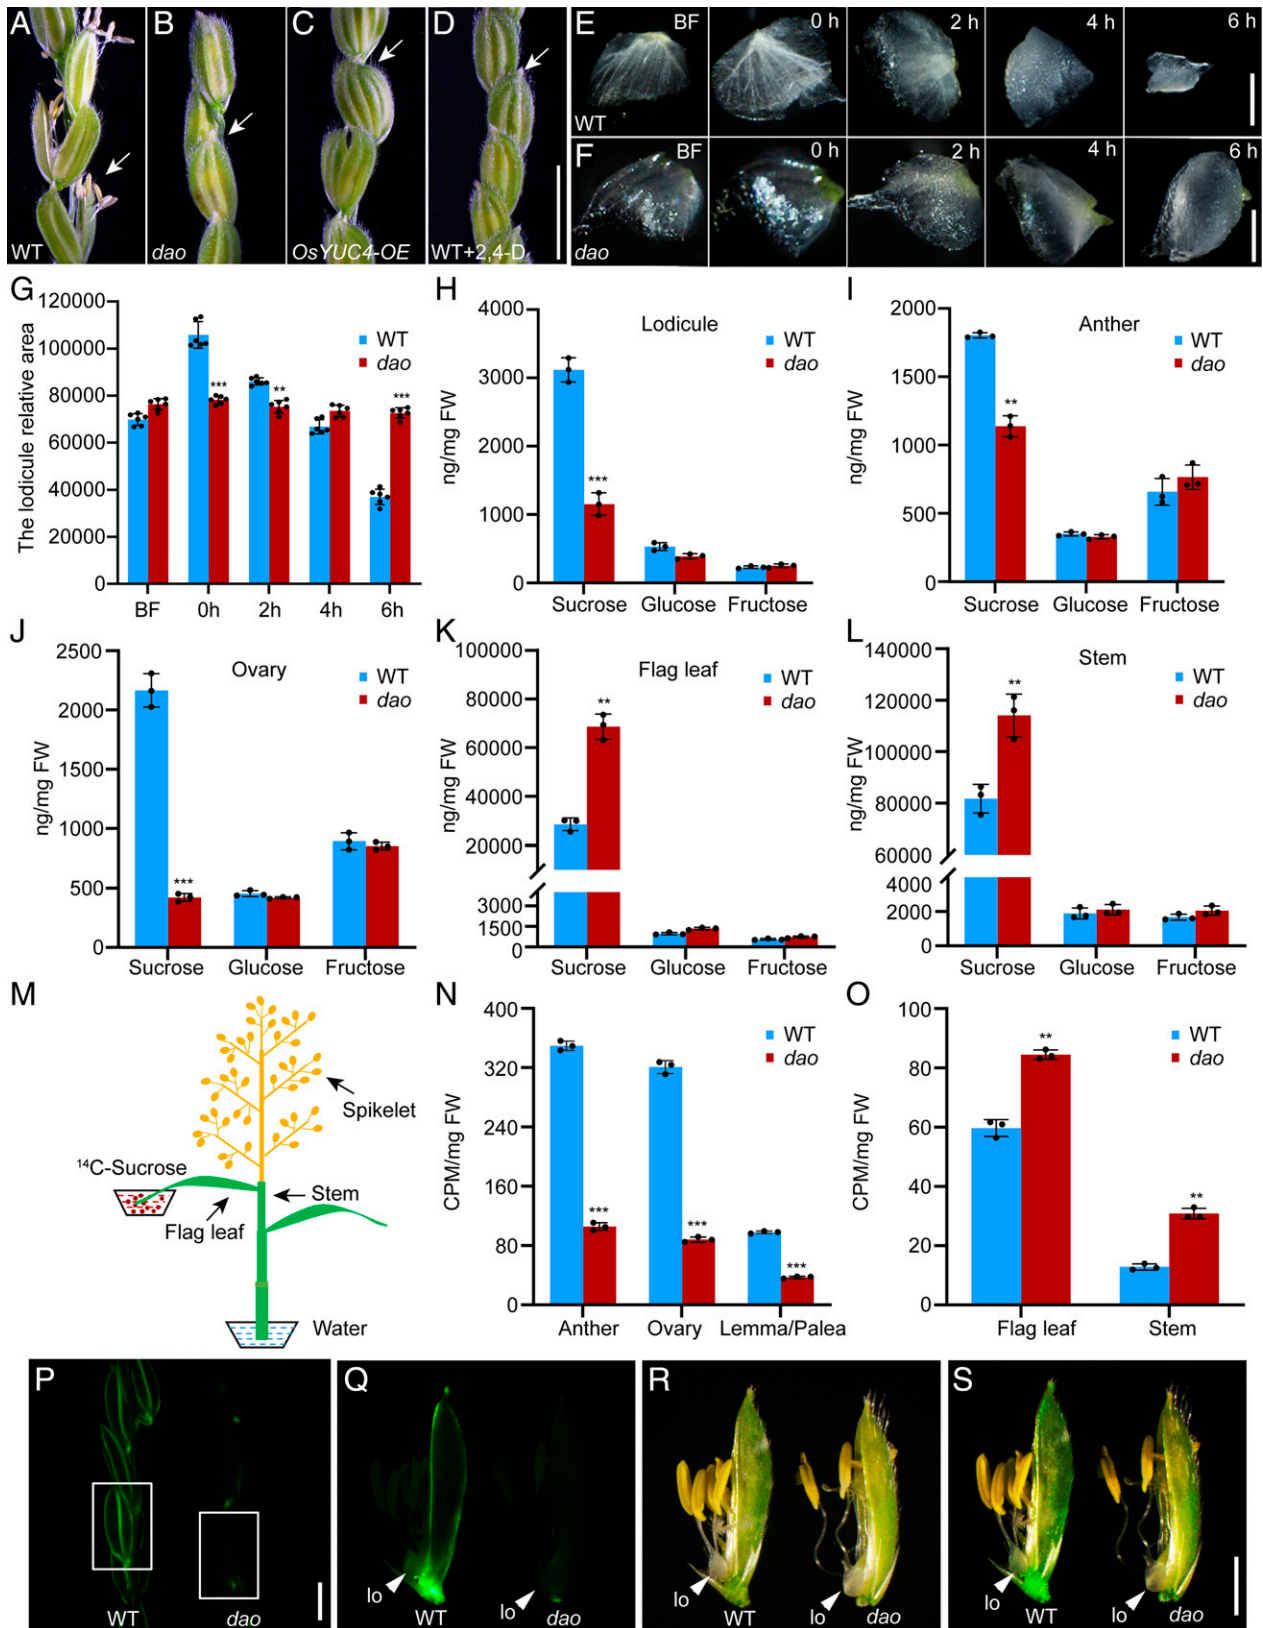 A
WT
B
dao
C
OsYUC4-OE
D
WT+2,4-D
E
BF
0 h
2 h
4 h
6 h
WT
F
BF
0 h
2 h
4 h
6 h
dao
G
The lodicule relative area
120000
100000
80000
60000
40000
20000
0
WT
dao
***
**
***
BF 0h 2h 4h 6h
H
Lodicule
ng/mg FW
4000
3000
2000
1000
0
WT
dao
***
Sucrose Glucose Fructose
I
Anther
ng/mg FW
2000
1500
1000
500
0
WT
dao
**
Sucrose Glucose Fructose
J
Ovary
ng/mg FW
2500
2000
1500
1000
500
0
WT
dao
***
Sucrose Glucose Fructose
K
Flag leaf
ng/mg FW
100000
80000
60000
40000
20000
3000
1500
0
WT
dao
**
Sucrose Glucose Fructose
L
Stem
ng/mg FW
140000
120000
100000
80000
60000
4000
2000
0
WT
dao
**
Sucrose Glucose Fructose
M
Spikelet
14C-Sucrose
Stem
Flag leaf
Water
N
CPM/mg FW
400
320
240
160
80
0
WT
dao
***
***
***
Anther Ovary Lemma/Palea
O
CPM/mg FW
100
80
60
40
20
0
WT
dao
**
**
Flag leaf Stem
P
WT
dao
Q
lo
WT
lo
dao
R
lo
WT
lo
dao
S
lo
WT
lo
dao